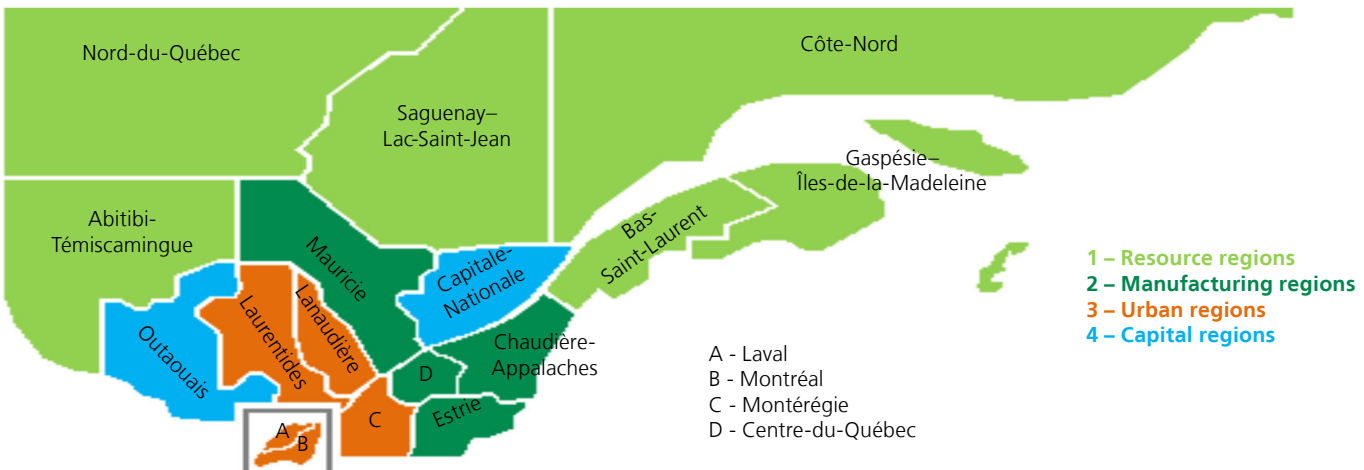 Nord-du-Québec
Côte-Nord
Saguenay–
Lac-Saint-Jean
Gaspésie–
Îles-de-la-Madeleine
Abitibi-
Témiscamingue
Bas-
Saint-Laurent
Mauricie
Capitale-
Nationale
Outaouais
Laurentides
Lanaudière
Chaudière-
Appalaches
D
C
Estrie
A
B
A - Laval
B - Montréal
C - Montérégie
D - Centre-du-Québec
1 – Resource regions
2 – Manufacturing regions
3 – Urban regions
4 – Capital regions